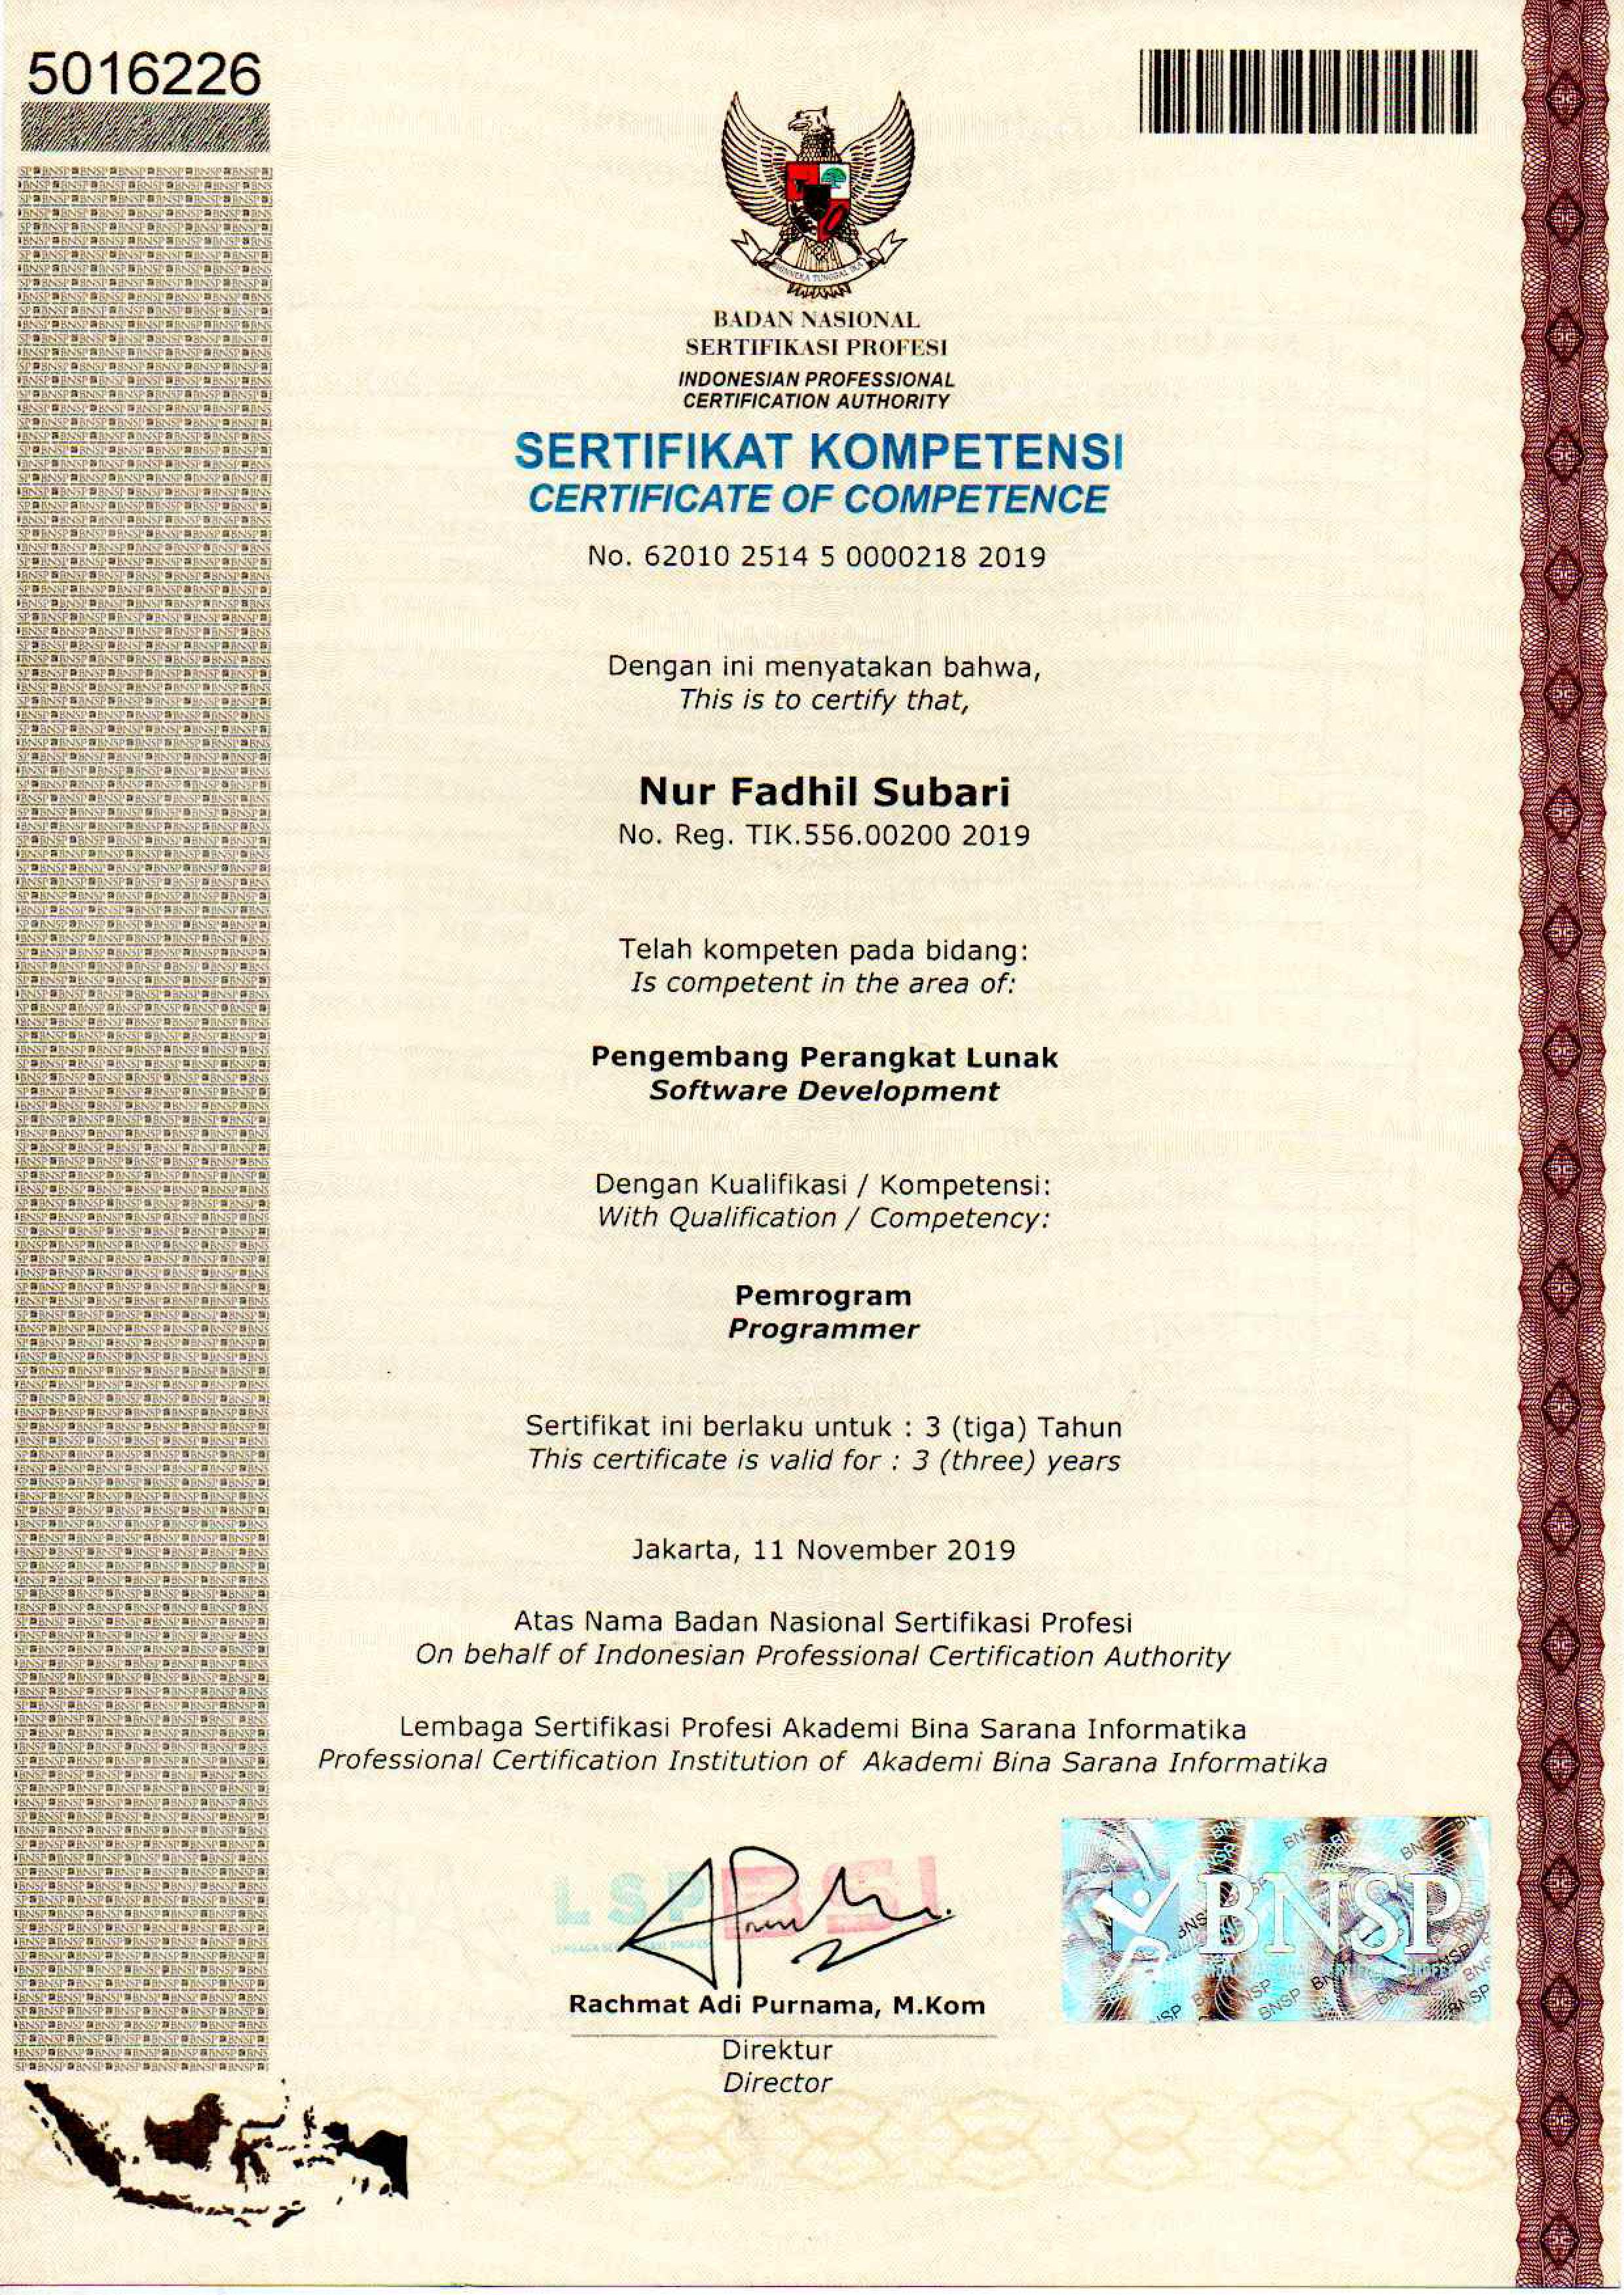 5016226
BHINNEKA TUNGGAL IKA
BADAN NASIONAL
SERTIFIKASI PROFESI
INDONESIAN PROFESSIONAL
CERTIFICATION AUTHORITY
SERTIFIKAT KOMPETENSI
CERTIFICATE OF COMPETENCE
No. 62010 2514 5 0000218 2019
Dengan ini menyatakan bahwa,
This is to certify that,
Nur Fadhil Subari
No. Reg. TIK.556.00200 2019
Telah kompeten pada bidang:
Is competent in the area of:
Pengembang Perangkat Lunak
Software Development
Dengan Kualifikasi / Kompetensi:
With Qualification / Competency:
Pemrogram
Programmer
Sertifikat ini berlaku untuk : 3 (tiga) Tahun
This certificate is valid for : 3 (three) years
Jakarta, 11 November 2019
Atas Nama Badan Nasional Sertifikasi Profesi
On behalf of Indonesian Professional Certification Authority
Lembaga Sertifikasi Profesi Akademi Bina Sarana Informatika
Professional Certification Institution of Akademi Bina Sarana Informatika
LSP BSI
BNSP
Rachmat Adi Purnama, M.Kom
Direktur
Director